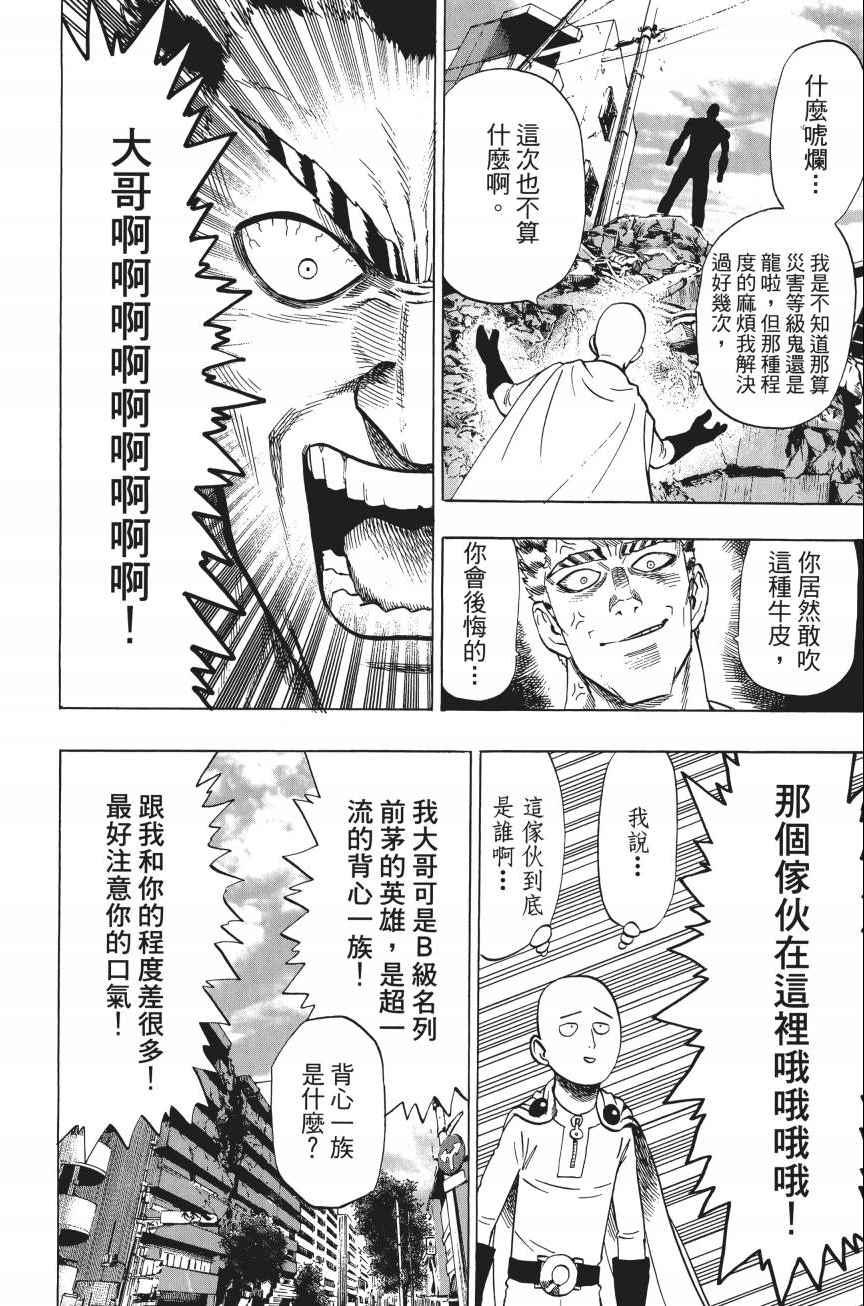 什麼唬爛…
我是不知道那算
災害等級鬼還是
龍啦，但那種程
度的麻煩我解決
過好幾次，
這次也不算
什麼啊。
你居然敢吹
這種牛皮，
你會後悔的…
大哥啊啊啊啊啊啊啊啊啊！
那個傢伙在這裡哦哦哦哦！
我說…
這傢伙到底
是誰啊…
我大哥可是B級名列
前茅的英雄，是超一
流的背心一族！
背心一族
是什麼？
跟我和你的程度差很多！
最好注意你的口氣！